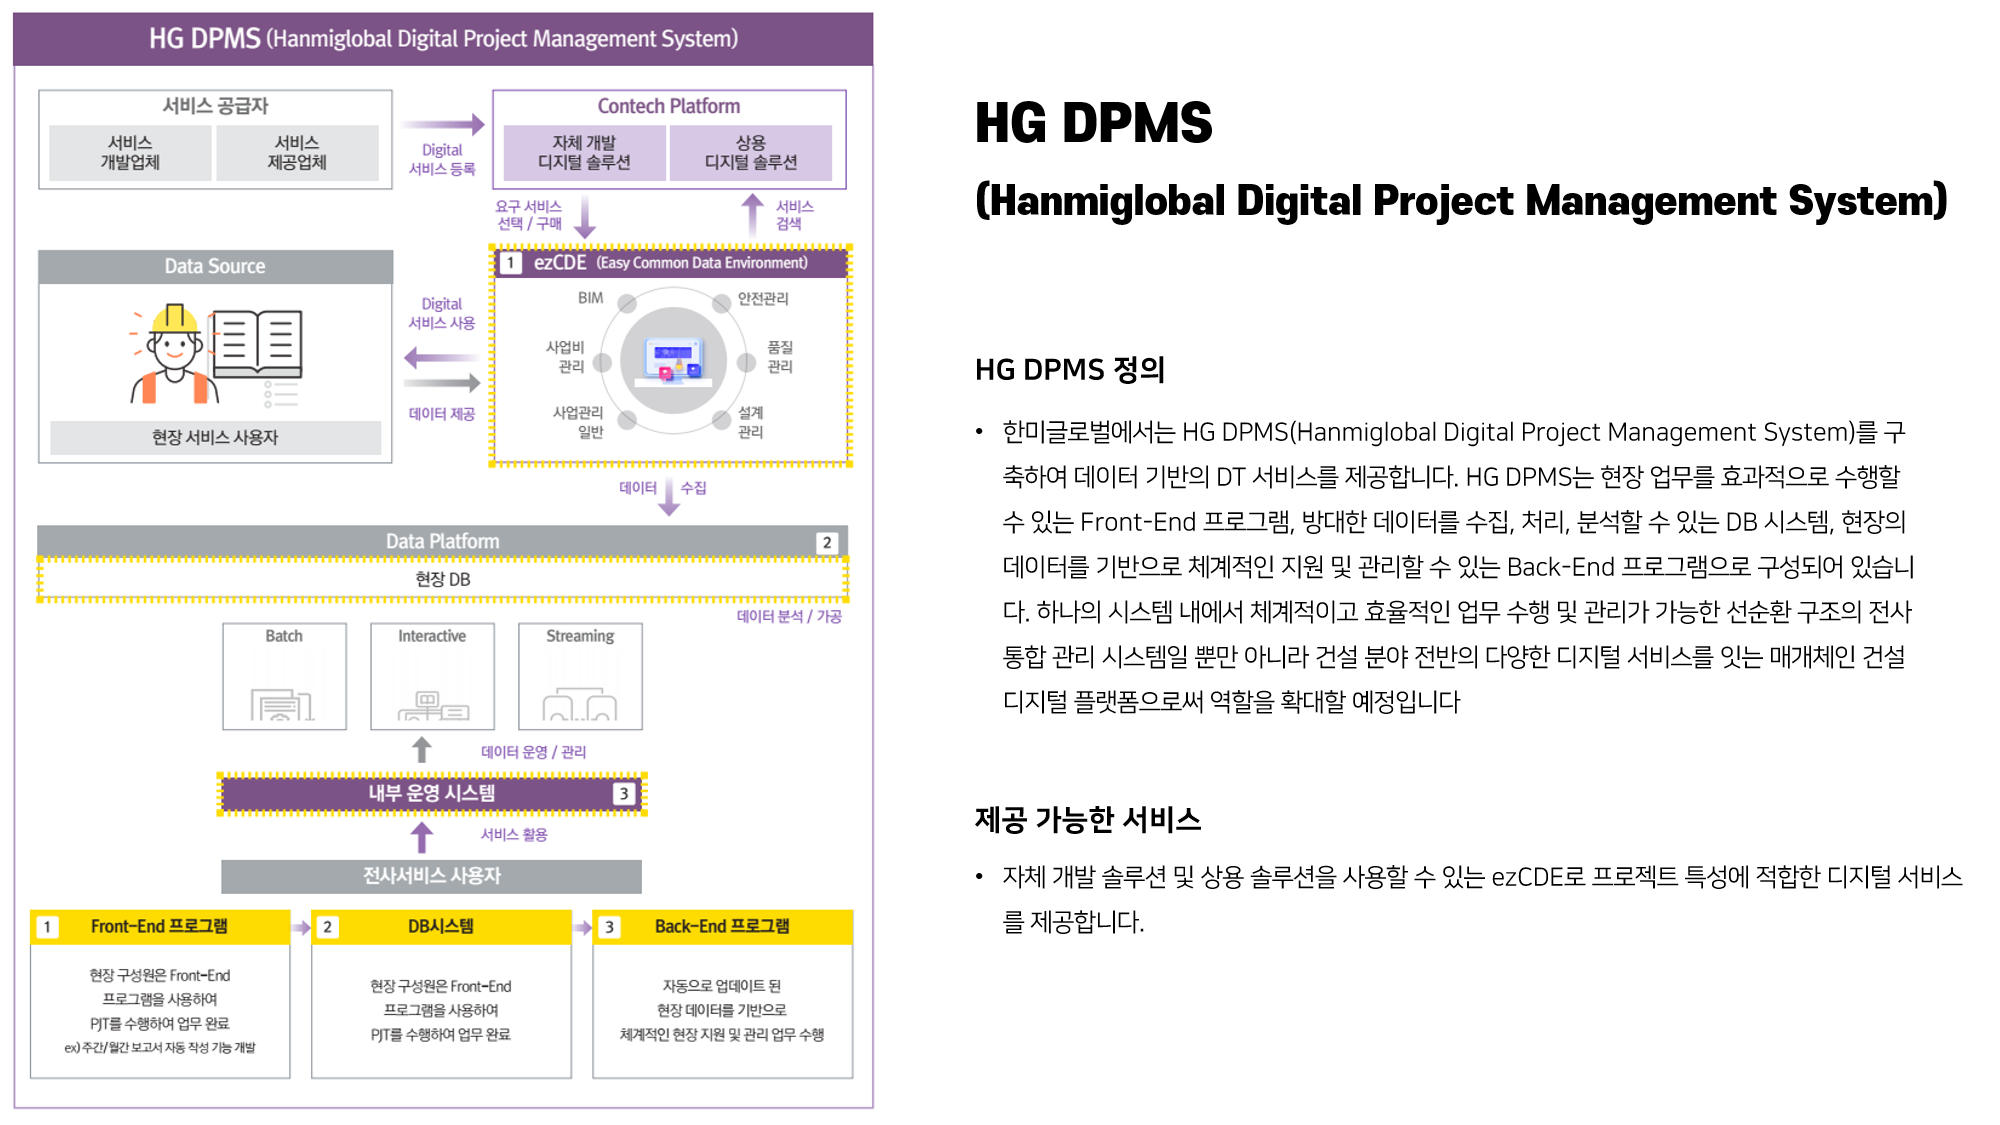 HG DPMS (Hanmiglobal Digital Project Management System)
서비스 공급자
서비스
개발업체
서비스
제공업체
Digital
서비스 등록
Contech Platform
자체 개발
디지털 솔루션
상용
디지털 솔루션
요구 서비스
선택 / 구매
서비스
검색
Data Source
현장 서비스 사용자
Digital
서비스 사용
데이터 제공
1 ezCDE (Easy Common Data Environment)
BIM
안전관리
사업비
관리
품질
관리
사업관리
일반
설계
관리
데이터 수집
Data Platform 2
현장 DB
데이터 분석 / 가공
Batch
Interactive
Streaming
데이터 운영 / 관리
내부 운영 시스템 3
서비스 활용
전사서비스 사용자
1 Front-End 프로그램
현장 구성원은 Front-End
프로그램을 사용하여
PJT를 수행하여 업무 완료
ex) 주간/월간 보고서 자동 작성 기능 개발
2 DB시스템
현장 구성원은 Front-End
프로그램을 사용하여
PJT를 수행하여 업무 완료
3 Back-End 프로그램
자동으로 업데이트 된
현장 데이터를 기반으로
체계적인 현장 지원 및 관리 업무 수행
HG DPMS
(Hanmiglobal Digital Project Management System)
HG DPMS 정의
• 한미글로벌에서는 HG DPMS(Hanmiglobal Digital Project Management System)를 구
축하여 데이터 기반의 DT 서비스를 제공합니다. HG DPMS는 현장 업무를 효과적으로 수행할
수 있는 Front-End 프로그램, 방대한 데이터를 수집, 처리, 분석할 수 있는 DB 시스템, 현장의
데이터를 기반으로 체계적인 지원 및 관리할 수 있는 Back-End 프로그램으로 구성되어 있습니
다. 하나의 시스템 내에서 체계적이고 효율적인 업무 수행 및 관리가 가능한 선순환 구조의 전사
통합 관리 시스템일 뿐만 아니라 건설 분야 전반의 다양한 디지털 서비스를 잇는 매개체인 건설
디지털 플랫폼으로써 역할을 확대할 예정입니다
제공 가능한 서비스
• 자체 개발 솔루션 및 상용 솔루션을 사용할 수 있는 ezCDE로 프로젝트 특성에 적합한 디지털 서비스
를 제공합니다.